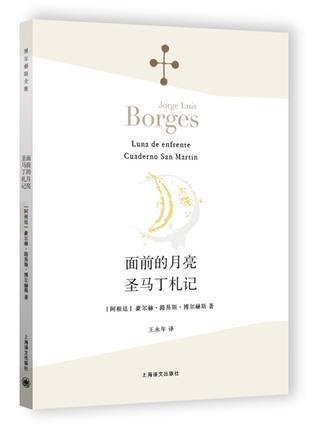 博尔赫斯全集
面前的月亮
圣马丁札记
[阿根廷] 豪尔赫·路易斯·博尔赫斯 著
上海译文出版社
Jorge Luis
Borges
Luna de enfrente
Cuaderno San Martín
面前的月亮
圣马丁札记
[阿根廷] 豪尔赫·路易斯·博尔赫斯 著
王永年 译
上海译文出版社